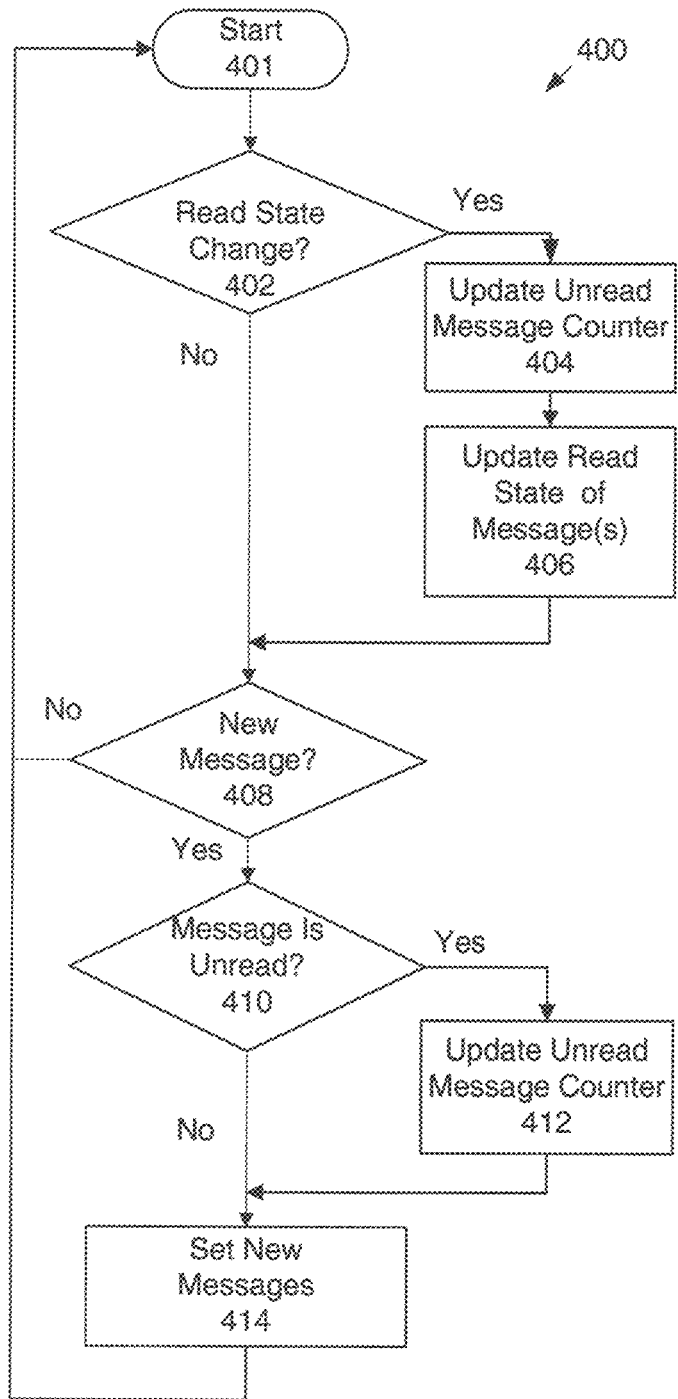 Start
401
400
Read State
Change?
402
Yes
No
Update Unread
Message Counter
404
Update Read
State of
Message(s)
406
No
New
Message?
408
Yes
Message Is
Unread?
410
Yes
No
Update Unread
Message Counter
412
Set New
Messages
414